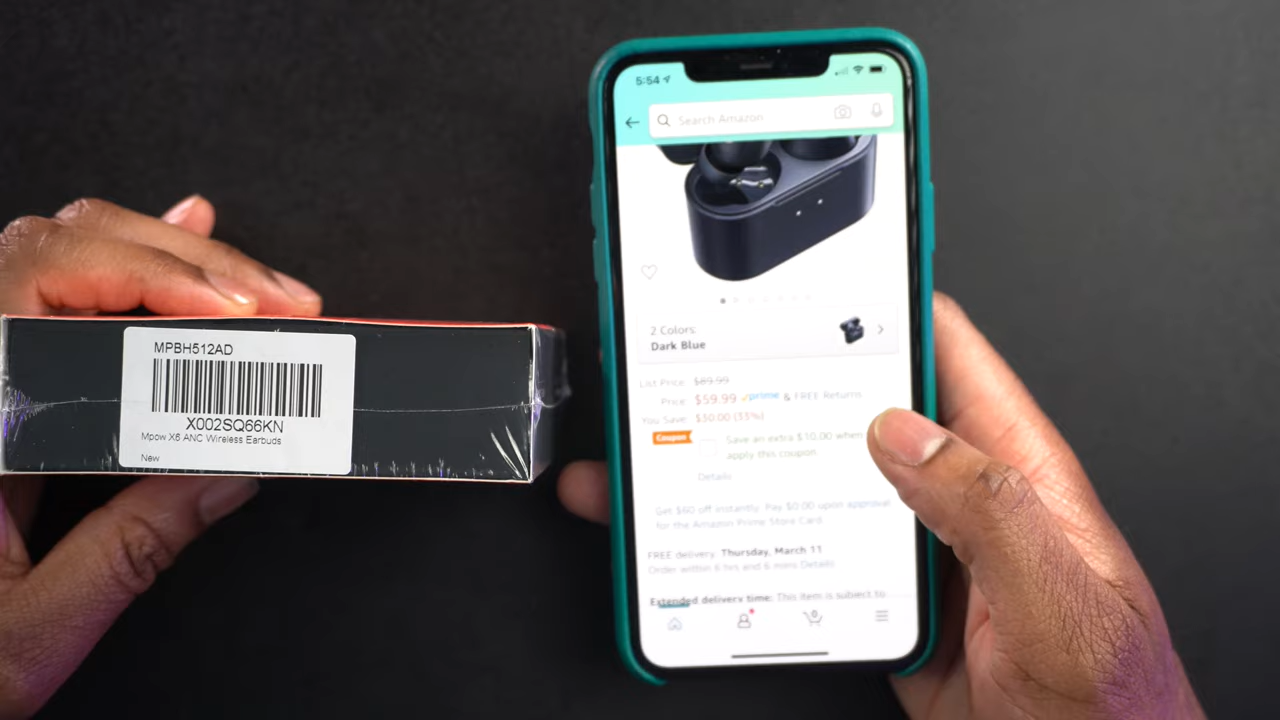 MPBH512AD
X002SQ66KN
Mpow X6 ANC Wireless Earbuds
New
5:54
Search Amazon
2 Colors:
Dark Blue
List Price: $89.99
Price: $59.99 prime & FREE Returns
You Save: $30.00 (33%)
Coupon
Save an extra $10.00 when
apply this coupon.
Details
Get $60 off instantly: Pay $0.00 upon approval
for the Amazon Prime Store Card.
FREE delivery: Thursday, March 11
Order within 6 hrs and 6 mins Details
Extended delivery time: This item is subject to
0